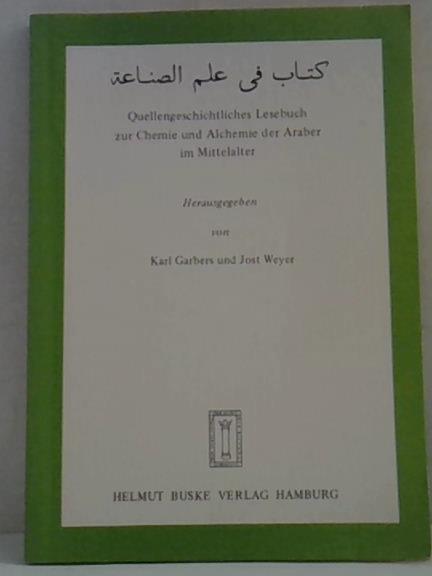 كتاب فى علم الصناعة
Quellengeschichtliches Lesebuch
zur Chemie und Alchemie der Araber
im Mittelalter
Herausgegeben
von
Karl Garbers und Jost Weyer
HELMUT BUSKE VERLAG HAMBURG